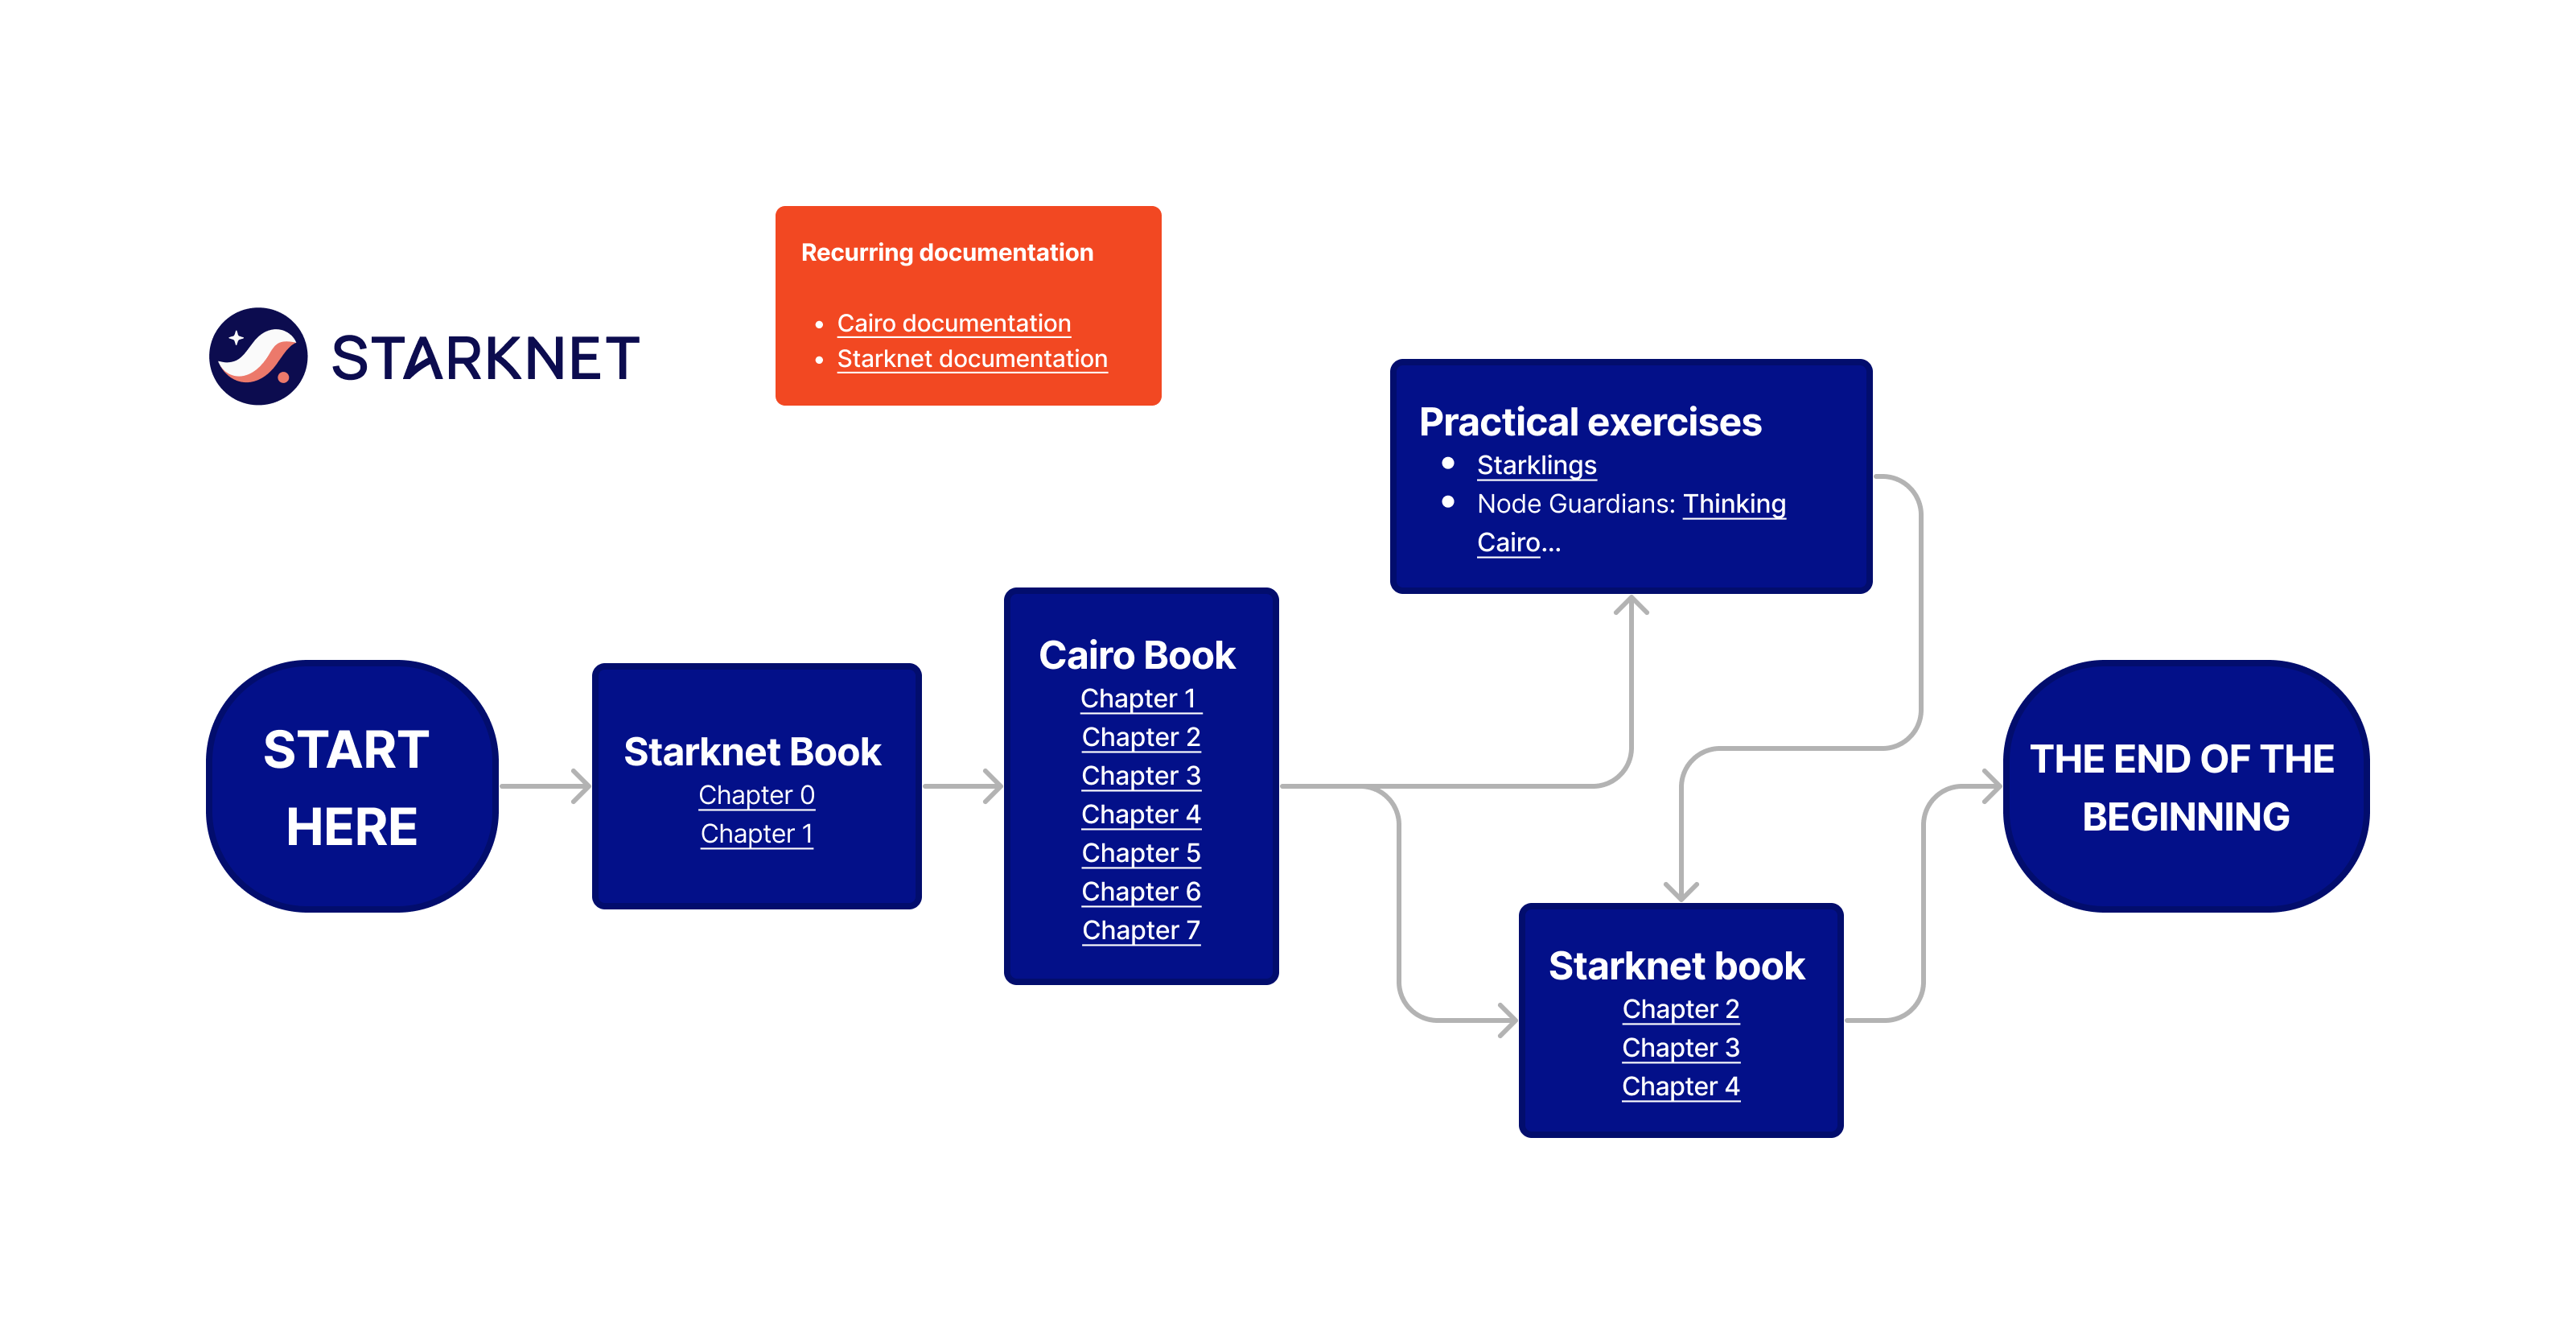 STARKNET
Recurring documentation
• Cairo documentation
• Starknet documentation
Practical exercises
• Starklings
• Node Guardians: Thinking
Cairo...
START
HERE
Starknet Book
Chapter 0
Chapter 1
Cairo Book
Chapter 1
Chapter 2
Chapter 3
Chapter 4
Chapter 5
Chapter 6
Chapter 7
Starknet book
Chapter 2
Chapter 3
Chapter 4
THE END OF THE
BEGINNING